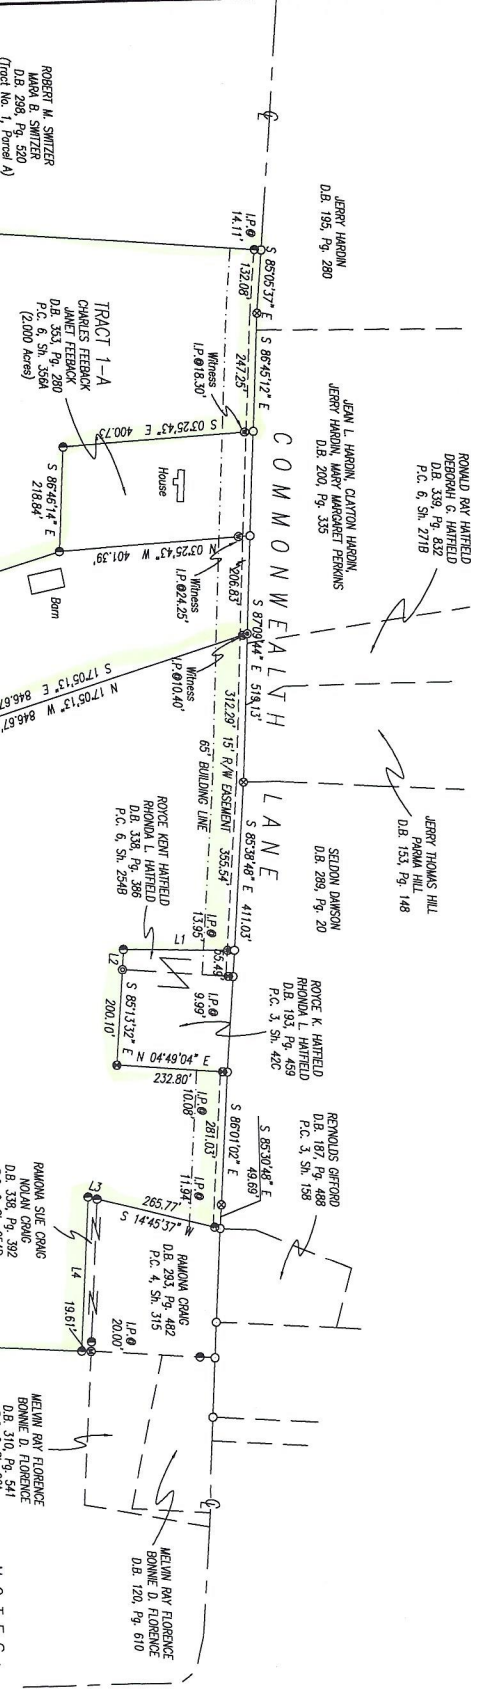 ROBERT M. SWITZER
MARA B. SWITZER
D.B. 298, Pg. 520
(Tract No. 1, Parcel A)
JERRY HARDIN
D.B. 195, Pg. 280
I.P.@
14.11'
S 85°05'37" E
132.08'
S 86°45'12" E
247.25'
TRACT 1-A
CHARLES FEEBACK
JANET FEEBACK
D.B. 353, Pg. 280
P.C. 6, Sh. 356A
(2.000 Acres)
Witness
I.P.@18.30'
S 03°25'43" E 400.73'
S 86°46'14" E
218.84'
House
Barn
N 03°25'43" W 401.39'
Witness
I.P.@24.25'
206.83'
JEAN L. HARDIN, CLAYTON HARDIN,
JERRY HARDIN, MARY MARGARET PERKINS
D.B. 200, Pg. 335
RONALD RAY HATFIELD
DEBORAH G. HATFIELD
D.B. 339, Pg. 832
P.C. 6, Sh. 271B
COMMONWEALTH LANE
S 87°09'44" E 519.13'
Witness
I.P.@10.40'
S 17°05'13" E 846.67'
N 17°05'13" W 846.67'
312.29'
15' R/W EASEMENT
355.54'
65' BUILDING LINE
JERRY THOMAS HILL
PARMA HILL
D.B. 153, Pg. 148
SELDON DAWSON
D.B. 289, Pg. 20
S 85°38'48" E 411.03'
ROYCE KENT HATFIELD
RHONDA L. HATFIELD
D.B. 338, Pg. 386
P.C. 6, Sh. 254B
I.P.@
13.95'
55.49'
L1
L2
I.P.@
9.99'
ROYCE K. HATFIELD
RHONDA L. HATFIELD
D.B. 193, Pg. 459
P.C. 3, Sh. 42C
S 85°13'32" E
200.10'
N 04°49'04" E
232.80'
I.P.@
10.08'
281.03'
S 86°01'02" E
S 85°30'48" E
49.69'
REYNOLDS GIFFORD
D.B. 187, Pg. 488
P.C. 3, Sh. 158
I.P.@
11.94'
265.77'
S 14°45'37" W
L3
L4
RAMONA CRAIG
D.B. 293, Pg. 482
P.C. 4, Sh. 315
RAMONA SUE CRAIG
NOLAN CRAIG
D.B. 338, Pg. 392
19.61'
I.P.@
20.00'
MELVIN RAY FLORENCE
BONNIE D. FLORENCE
D.B. 310, Pg. 541
MELVIN RAY FLORENCE
BONNIE D. FLORENCE
D.B. 120, Pg. 610